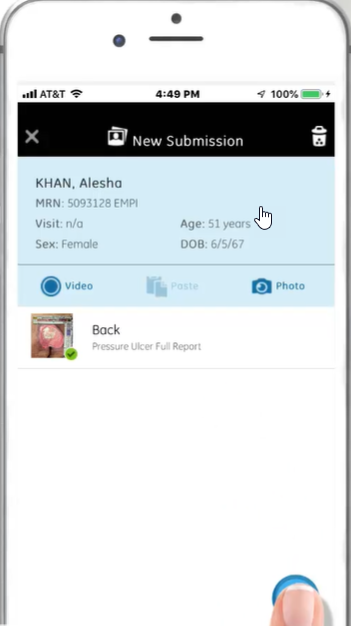 AT&T 4:49 PM 100%
New Submission
KHAN, Alesha
MRN: 5093128 EMPI
Visit: n/a Age: 51 years
Sex: Female DOB: 6/5/67
Video Paste Photo
Back
Pressure Ulcer Full Report